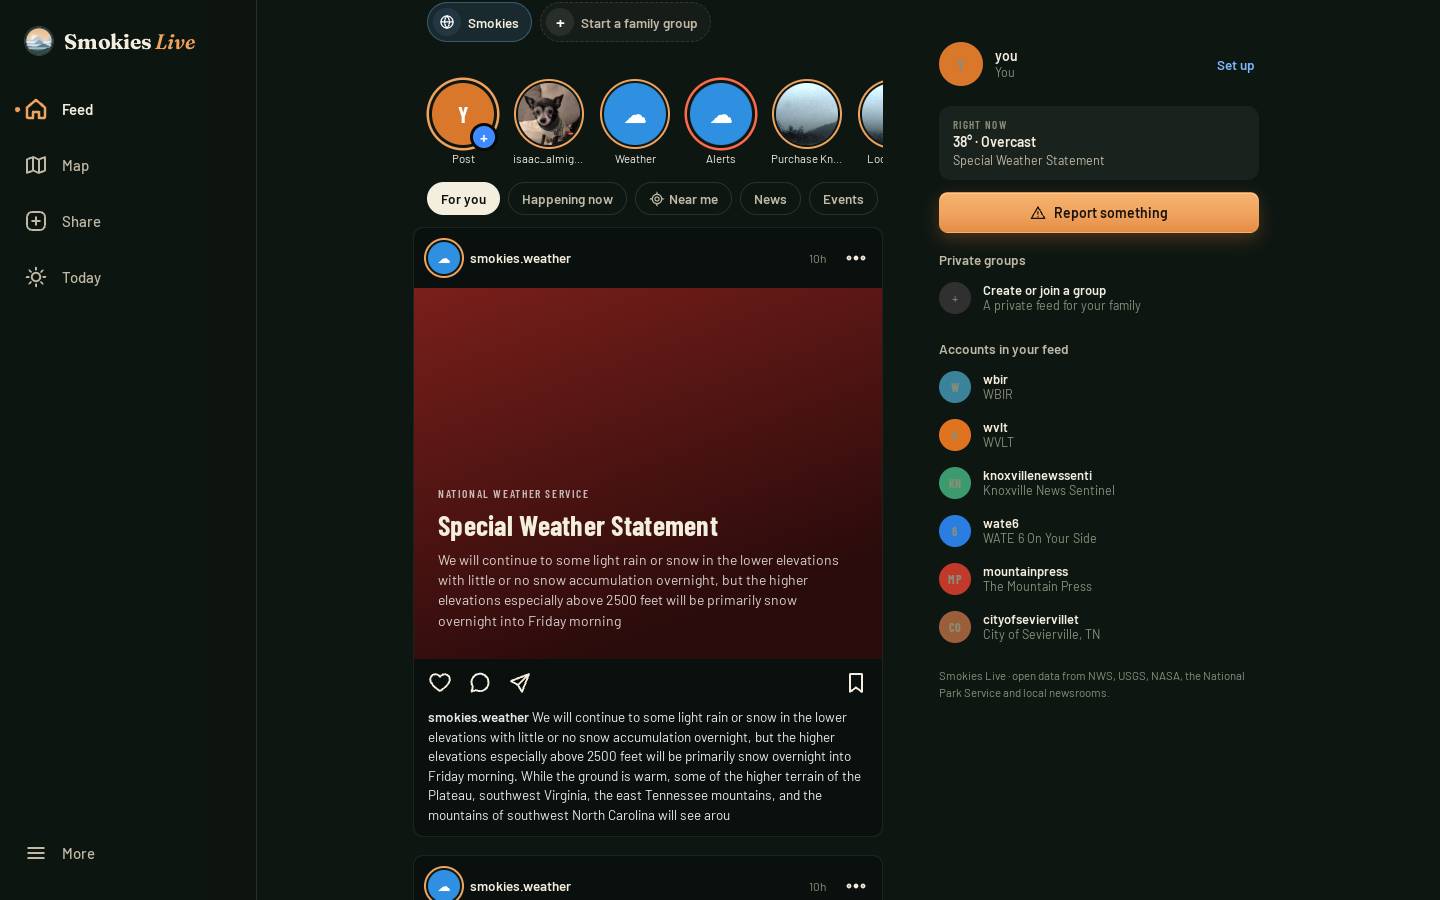 Smokies Live
Feed
Map
Share
Today
More
Smokies
+ Start a family group
Y
+
Post
isaac_almig...
Weather
Alerts
Purchase Kn...
Loc
For you
Happening now
Near me
News
Events
smokies.weather
10h
NATIONAL WEATHER SERVICE
Special Weather Statement
We will continue to some light rain or snow in the lower elevations
with little or no snow accumulation overnight, but the higher
elevations especially above 2500 feet will be primarily snow
overnight into Friday morning
smokies.weather We will continue to some light rain or snow in the lower
elevations with little or no snow accumulation overnight, but the higher
elevations especially above 2500 feet will be primarily snow overnight into
Friday morning. While the ground is warm, some of the higher terrain of the
Plateau, southwest Virginia, the east Tennessee mountains, and the
mountains of southwest North Carolina will see arou
smokies.weather
10h
you
You
Set up
RIGHT NOW
38° · Overcast
Special Weather Statement
Report something
Private groups
+
Create or join a group
A private feed for your family
Accounts in your feed
W
wbir
WBIR
wvlt
WVLT
KN
knoxvillenewssenti
Knoxville News Sentinel
6
wate6
WATE 6 On Your Side
MP
mountainpress
The Mountain Press
CO
cityofseviervillet
City of Sevierville, TN
Smokies Live · open data from NWS, USGS, NASA, the National
Park Service and local newsrooms.